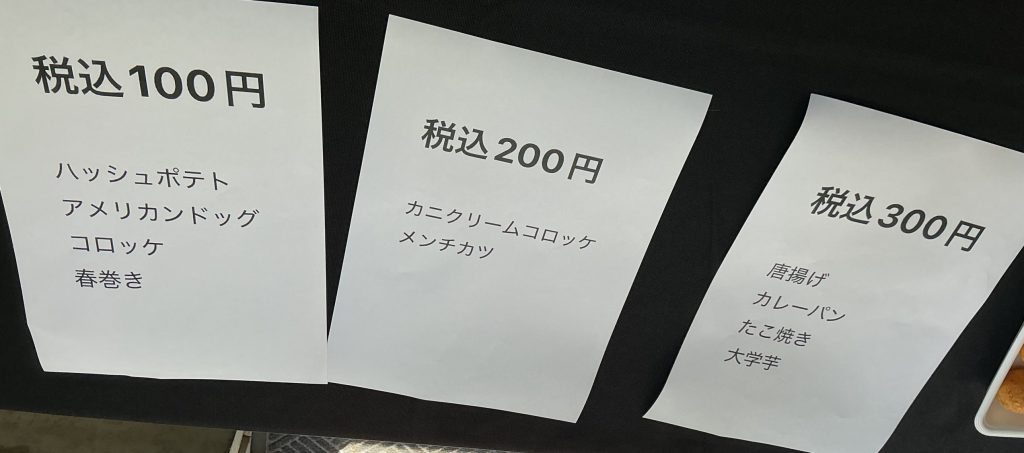 税込100円
ハッシュポテト
アメリカンドッグ
コロッケ
春巻き
税込200円
カニクリームコロッケ
メンチカツ
税込300円
唐揚げ
カレーパン
たこ焼き
大学芋